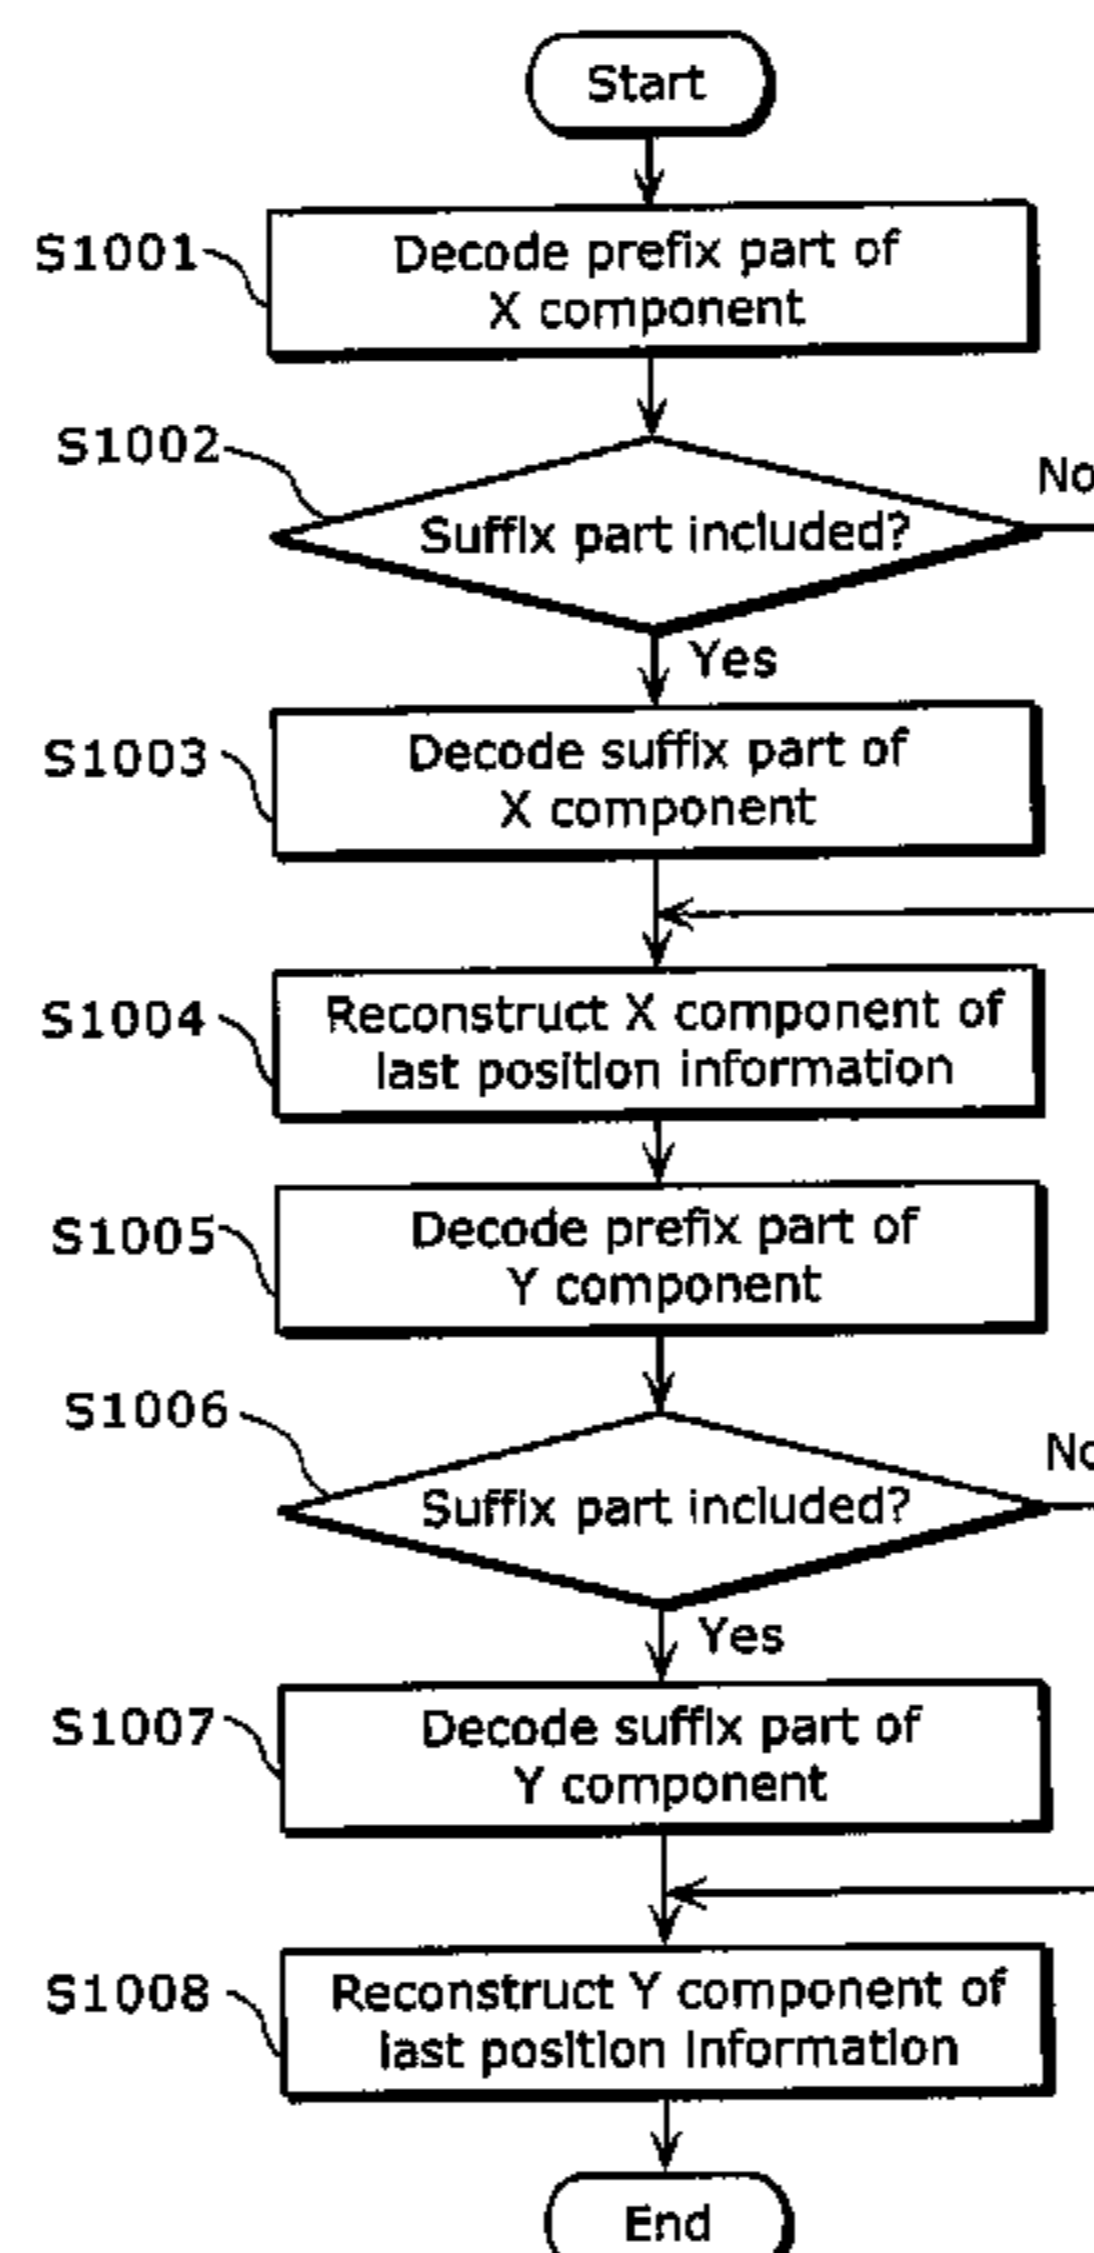 Start
S1001
Decode prefix part of
X component
S1002
Suffix part included?
No
Yes
S1003
Decode suffix part of
X component
S1004
Reconstruct X component of
last position information
S1005
Decode prefix part of
Y component
S1006
Suffix part included?
No
Yes
S1007
Decode suffix part of
Y component
S1008
Reconstruct Y component of
last position information
End